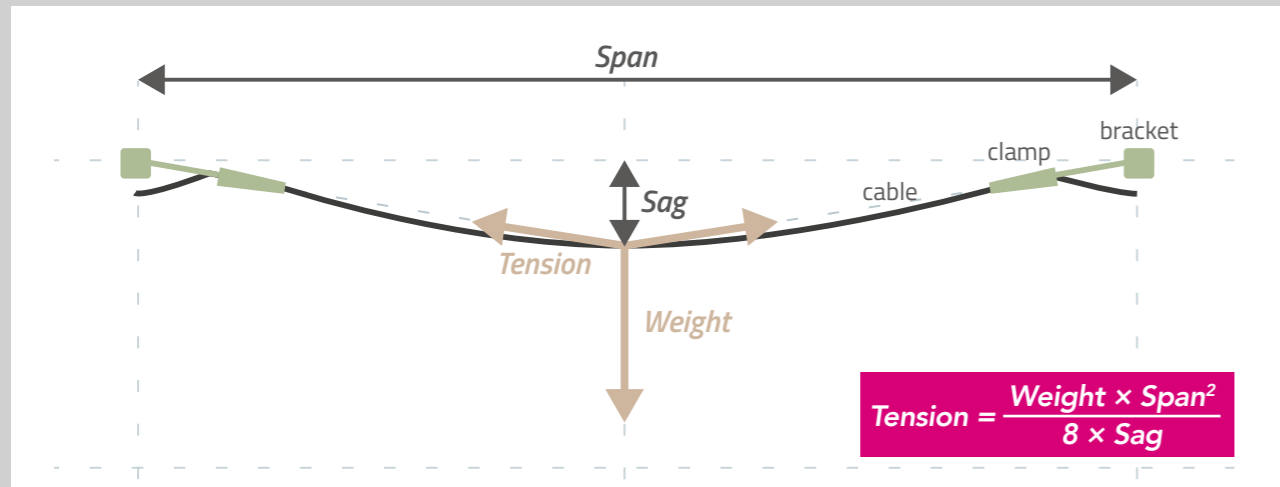 Span
bracket
clamp
cable
Sag
Tension
Weight
Tension = Weight × Span²
8 × Sag